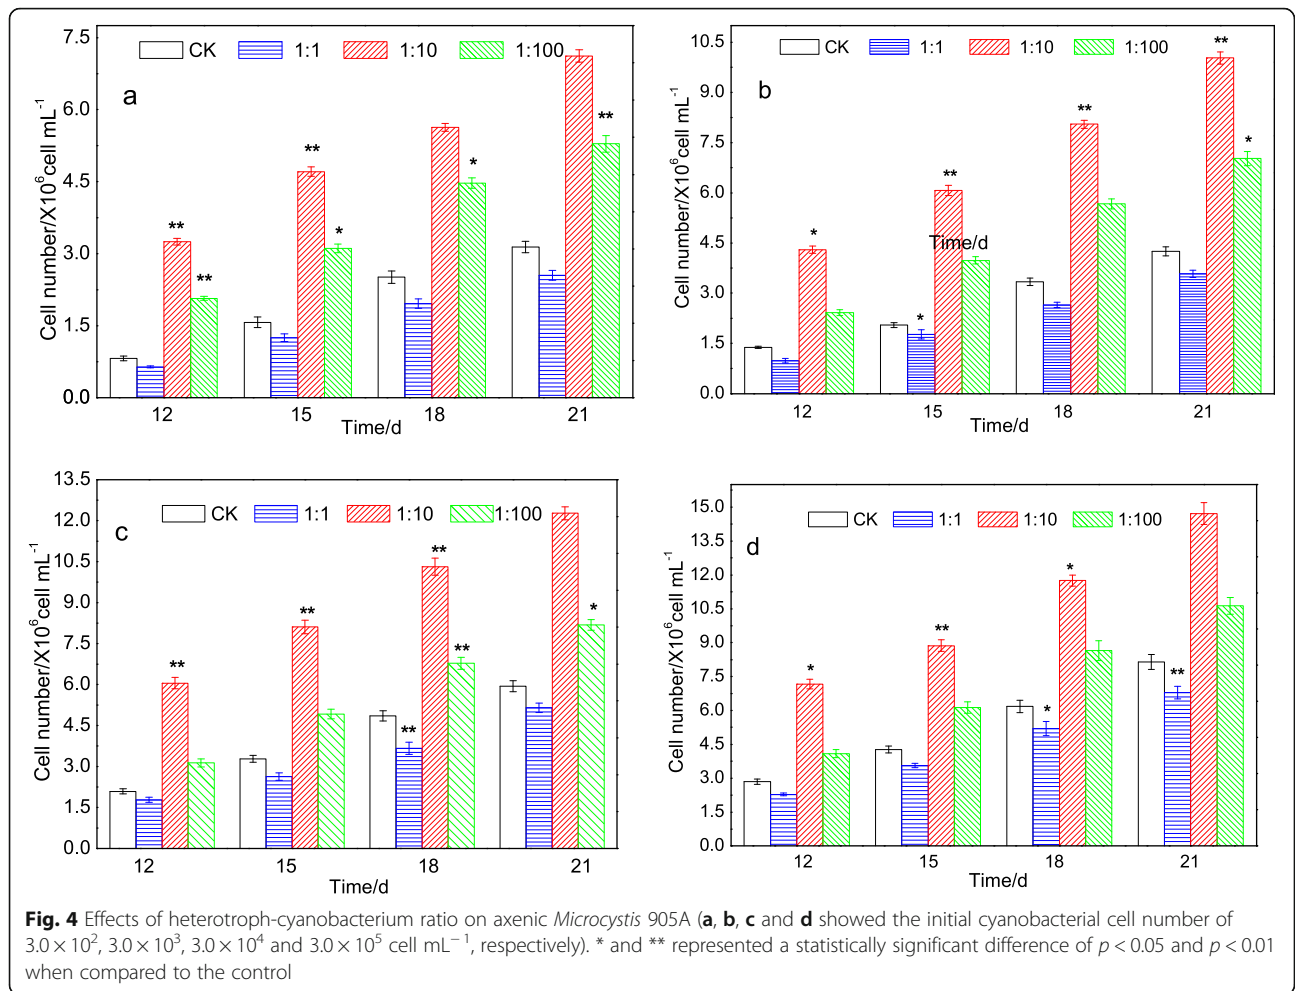 7.5
6.0
4.5
3.0
1.5
0.0
Cell number/X10⁶cell mL⁻¹
CK 1:1 1:10 1:100
a
** ** ** * * **
12 15 18 21
Time/d
10.5
9.0
7.5
6.0
4.5
3.0
1.5
0.0
Cell number/X10⁶cell mL⁻¹
CK 1:1 1:10 1:100
b
* * ** ** ** *
Time/d
12 15 18 21
Time/d
13.5
12.0
10.5
9.0
7.5
6.0
4.5
3.0
1.5
0.0
Cell number/X10⁶cell mL⁻¹
CK 1:1 1:10 1:100
c
** ** ** ** ** *
12 15 18 21
Time/d
15.0
13.5
12.0
10.5
9.0
7.5
6.0
4.5
3.0
1.5
0.0
Cell number/X10⁶cell mL⁻¹
CK 1:1 1:10 1:100
d
* ** * * **
12 15 18 21
Time/d
Fig. 4 Effects of heterotroph-cyanobacterium ratio on axenic Microcystis 905A (a, b, c and d showed the initial cyanobacterial cell number of
3.0 × 10², 3.0 × 10³, 3.0 × 10⁴ and 3.0 × 10⁵ cell mL⁻¹, respectively). * and ** represented a statistically significant difference of p < 0.05 and p < 0.01
when compared to the control